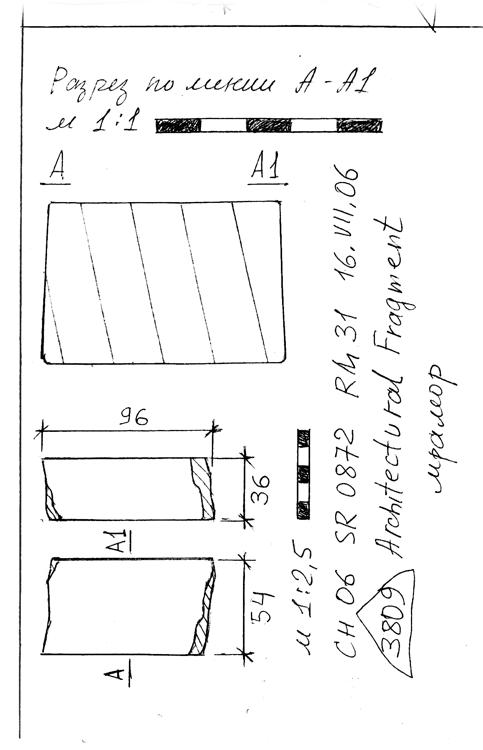 Разрез по линии А-А1
м 1:1
А А1
96
36
А1
54
А
м 1:2,5
CH 06 SR 0872 RM 31 16.VII.06
3809 Architectural Fragment
мрамор